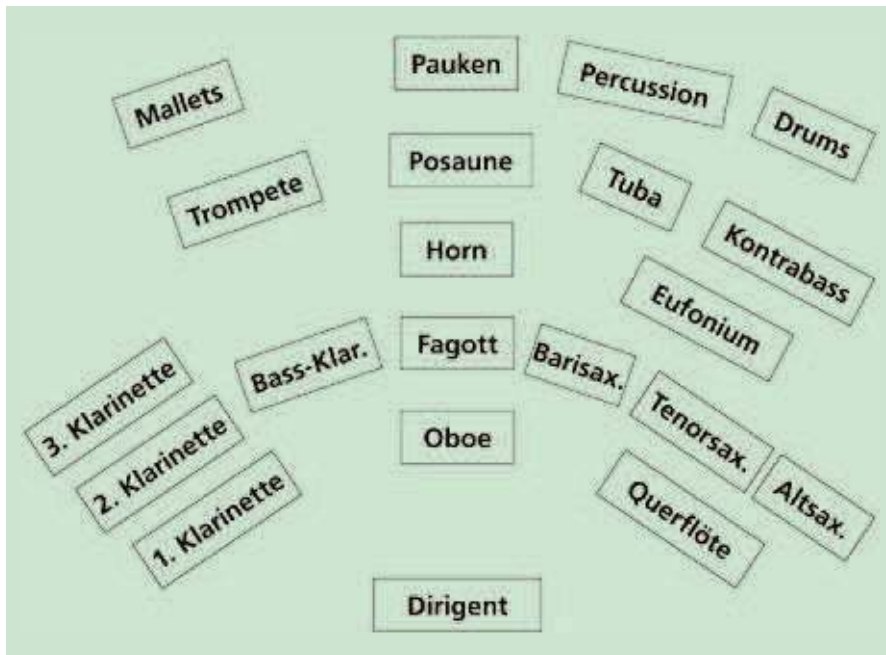 Pauken
Percussion
Mallets
Drums
Posaune
Tuba
Trompete
Horn
Kontrabass
Eufonium
Fagott
Bass-Klar.
Barisax.
3. Klarinette
Tenorsax.
Oboe
2. Klarinette
Altsax.
Querflöte
1. Klarinette
Dirigent